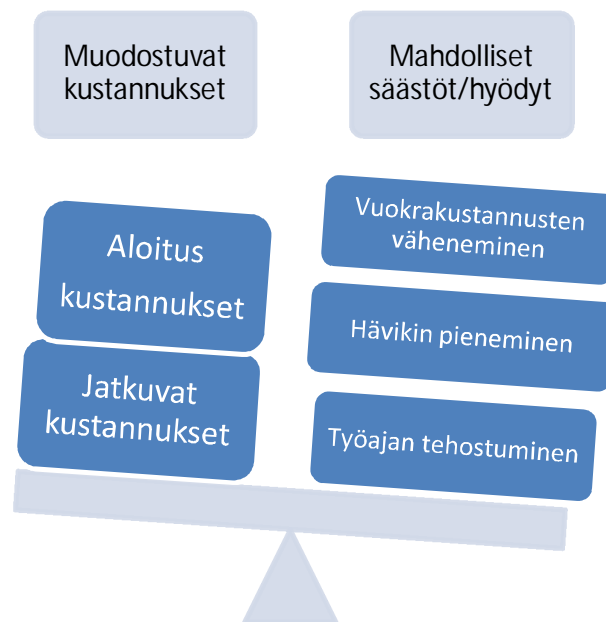 Muodostuvat
kustannukset
Mahdolliset
säästöt/hyödyt
Aloitus
kustannukset
Jatkuvat
kustannukset
Vuokrakustannusten
väheneminen
Hävikin pieneminen
Työajan tehostuminen